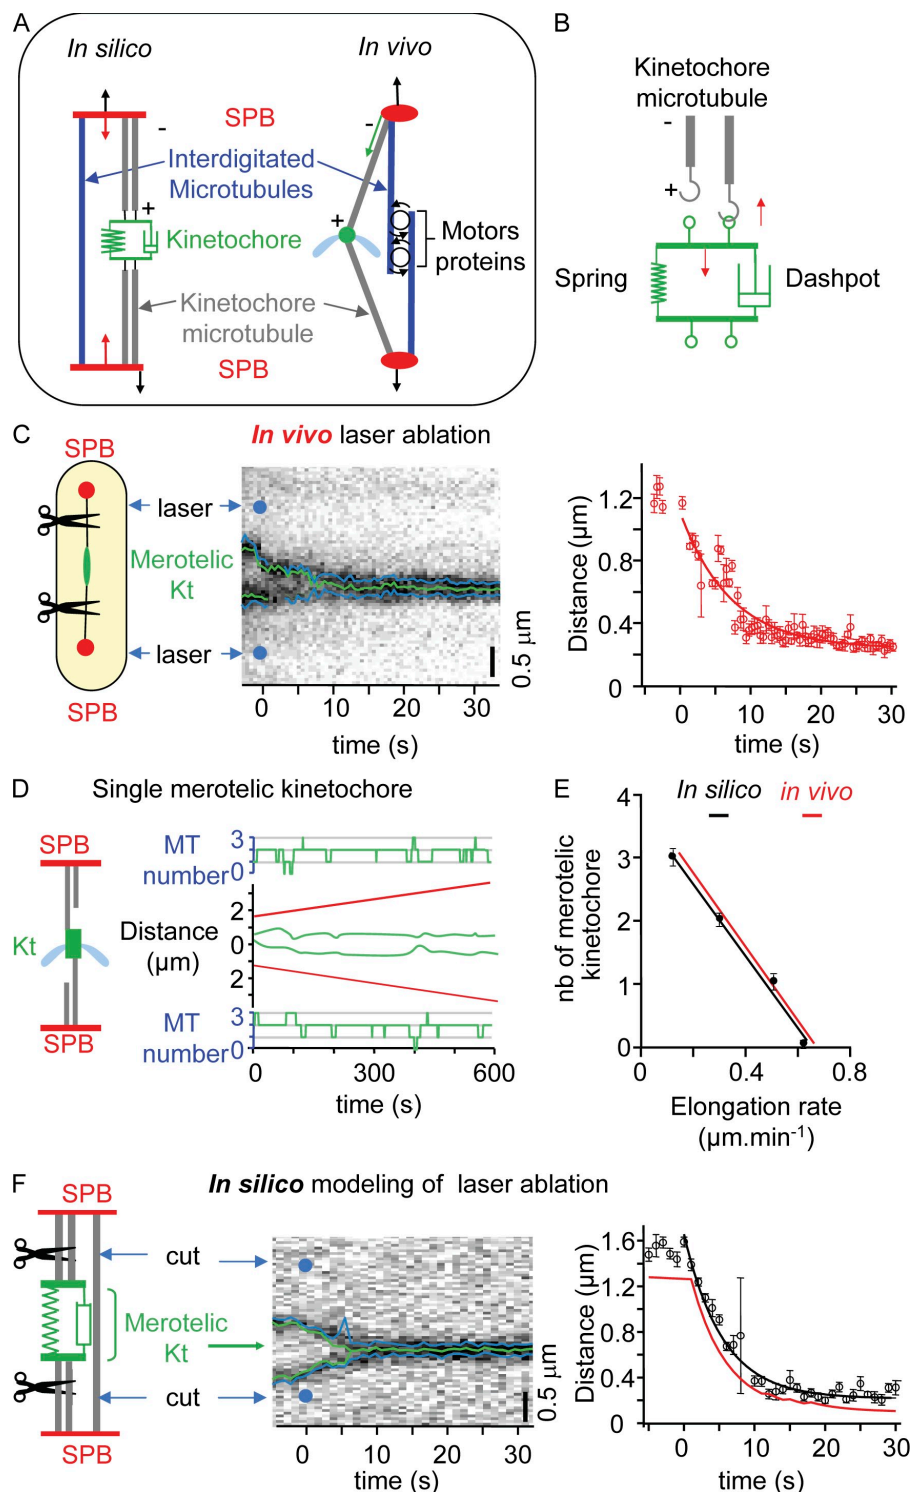 A
In silico
In vivo
SPB
-
-
Interdigitated
Microtubules
+
+
Kinetochore
Motors
proteins
Kinetochore
microtubule
SPB
B
Kinetochore
microtubule
-
+
Spring
Dashpot
C
In vivo laser ablation
SPB
laser
Merotelic
Kt
laser
SPB
0.5 µm
0 10 20 30
time (s)
Distance (µm)
1.2
0.8
0.4
0
0 10 20 30
time (s)
D
Single merotelic kinetochore
SPB
Kt
SPB
MT
number
3
0
Distance
(µm)
2
0
2
MT
number
3
0
0 300 600
time (s)
E
In silico
in vivo
nb of merotelic
kinetochore
4
3
2
1
0
0 0.4 0.8
Elongation rate
(µm.min-1)
F
In silico modeling of laser ablation
SPB
cut
Merotelic
Kt
cut
SPB
0.5 µm
0 10 20 30
time (s)
Distance (µm)
1.6
1.2
0.8
0.4
0
0 10 20 30
time (s)